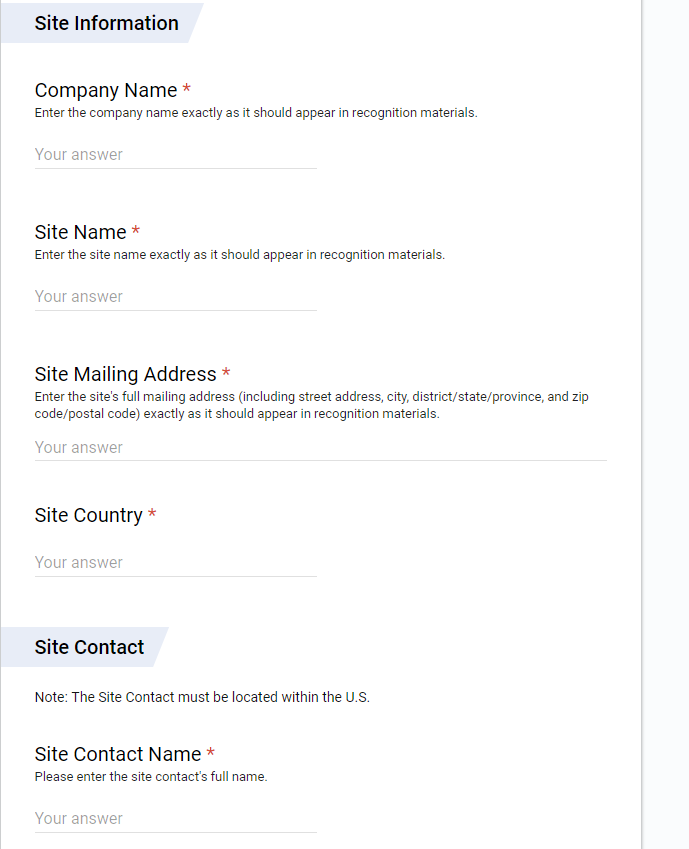 Site Information
Company Name *
Enter the company name exactly as it should appear in recognition materials.
Your answer
Site Name *
Enter the site name exactly as it should appear in recognition materials.
Your answer
Site Mailing Address *
Enter the site's full mailing address (including street address, city, district/state/province, and zip
code/postal code) exactly as it should appear in recognition materials.
Your answer
Site Country *
Your answer
Site Contact
Note: The Site Contact must be located within the U.S.
Site Contact Name *
Please enter the site contact's full name.
Your answer